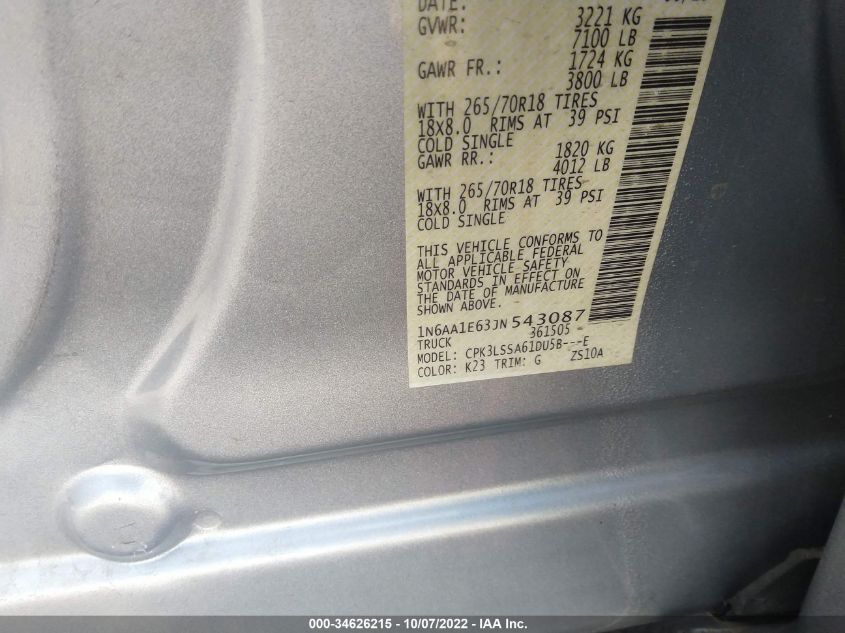 DATE:
GVWR: 3221 KG
7100 LB
GAWR FR.: 1724 KG
3800 LB
WITH 265/70R18 TIRES
18x8.0 RIMS AT 39 PSI
COLD SINGLE
GAWR RR.: 1820 KG
4012 LB
WITH 265/70R18 TIRES
18x8.0 RIMS AT 39 PSI
COLD SINGLE
THIS VEHICLE CONFORMS TO
ALL APPLICABLE FEDERAL
MOTOR VEHICLE SAFETY
STANDARDS IN EFFECT ON
THE DATE OF MANUFACTURE
SHOWN ABOVE.
1N6AA1E63JN543087
TRUCK 361505
MODEL: CPK3LSSA61DU5B---E
COLOR: K23 TRIM: G ZS10A
000-34626215 - 10/07/2022 - IAA Inc.